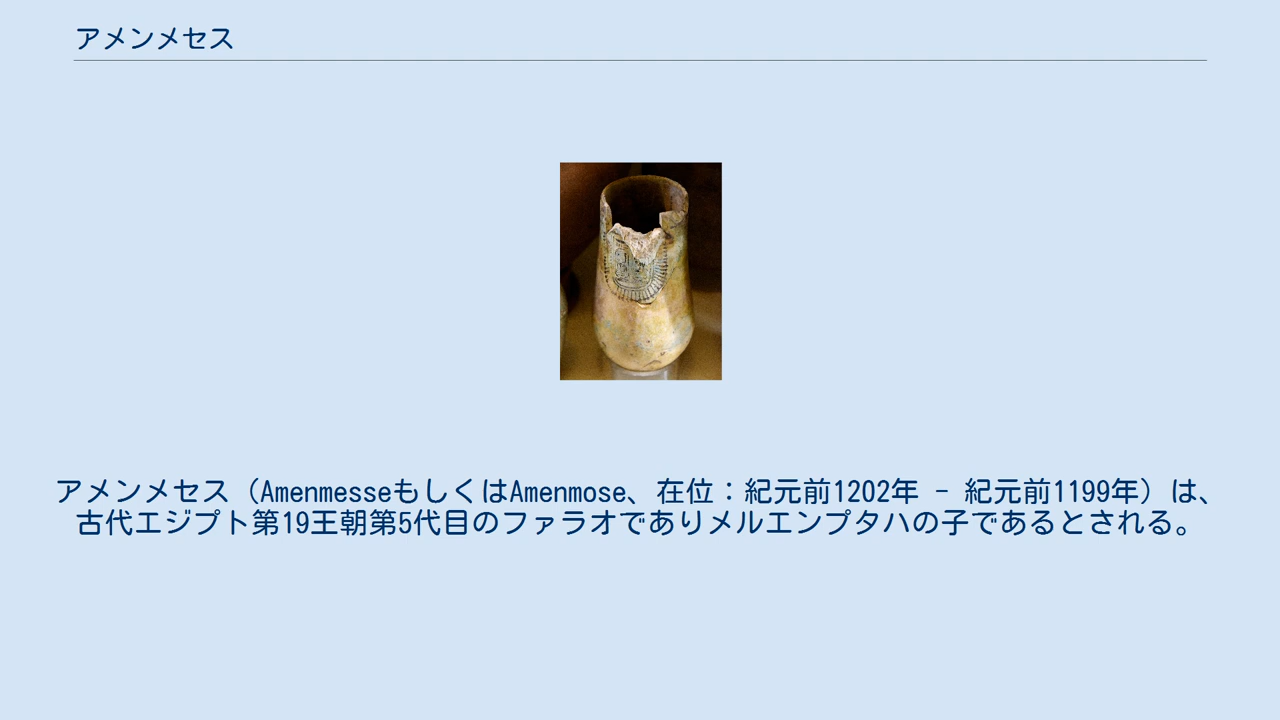 アメンメセス
アメンメセス（AmenmesseもしくはAmenmose、在位：紀元前1202年 - 紀元前1199年）は、
古代エジプト第19王朝第5代目のファラオでありメルエンプタハの子であるとされる。